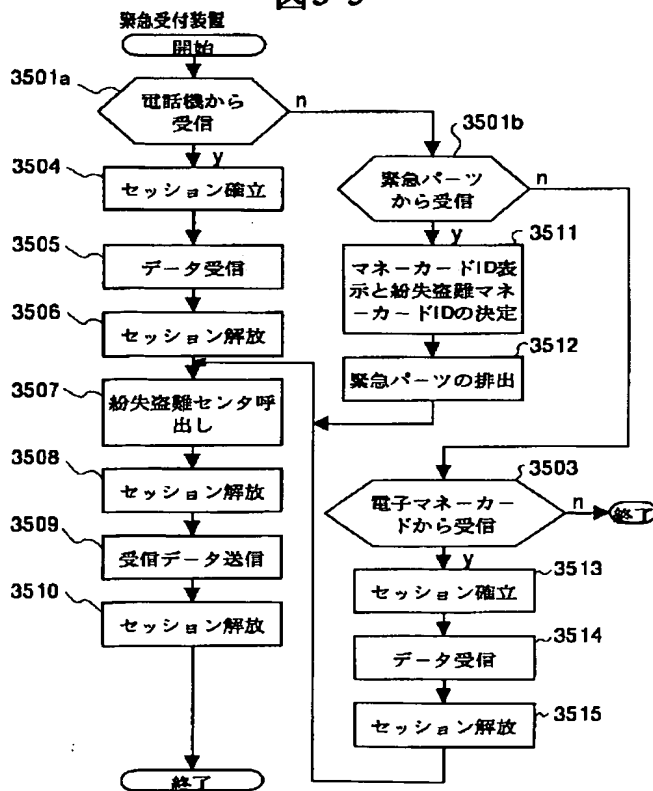 緊急受付装置
開始
3501a
電話機から
受信
n
y
3501b
緊急パーツ
から受信
n
y
3504
セッション確立
3505
データ受信
3506
セッション解放
3507
紛失盗難センタ呼
出し
3508
セッション解放
3509
受信データ送信
3510
セッション解放
終了
3511
マネーカードID表
示と紛失盗難マネ
ーカードIDの決定
3512
緊急パーツの排出
3503
電子マネーカー
ドから受信
n
終了
y
3513
セッション確立
3514
データ受信
3515
セッション解放